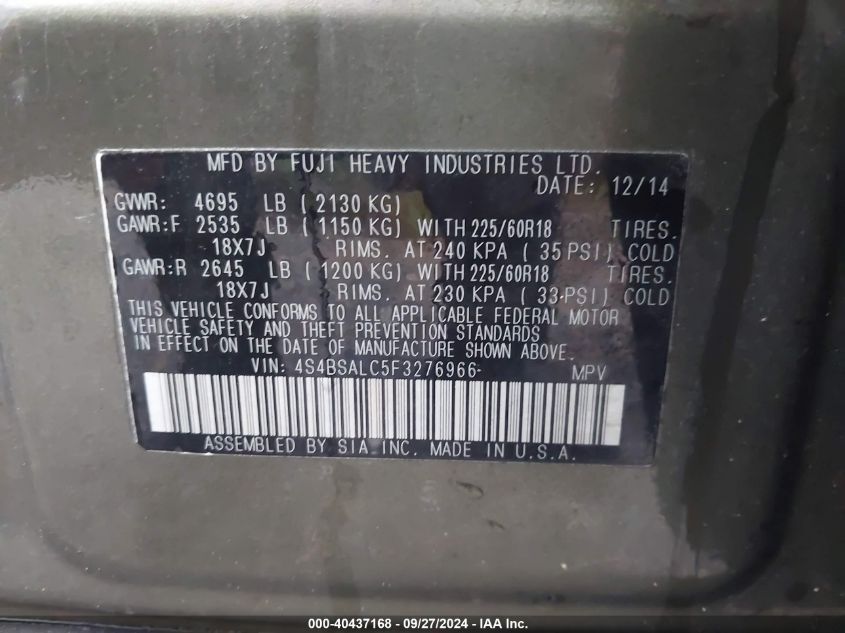 MFD BY FUJI HEAVY INDUSTRIES LTD.
DATE: 12/14
GVWR: 4695 LB ( 2130 KG)
GAWR:F 2535 LB ( 1150 KG) WITH 225/60R18 TIRES.
18X7J RIMS. AT 240 KPA ( 35 PSI) COLD
GAWR:R 2645 LB ( 1200 KG) WITH 225/60R18 TIRES.
18X7J RIMS. AT 230 KPA ( 33 PSI) COLD
THIS VEHICLE CONFORMS TO ALL APPLICABLE FEDERAL MOTOR
VEHICLE SAFETY AND THEFT PREVENTION STANDARDS
IN EFFECT ON THE DATE OF MANUFACTURE SHOWN ABOVE.
VIN: 4S4BSALC5F3276966 MPV
ASSEMBLED BY SIA INC. MADE IN U.S.A.
000-40437168 - 09/27/2024 - IAA Inc.